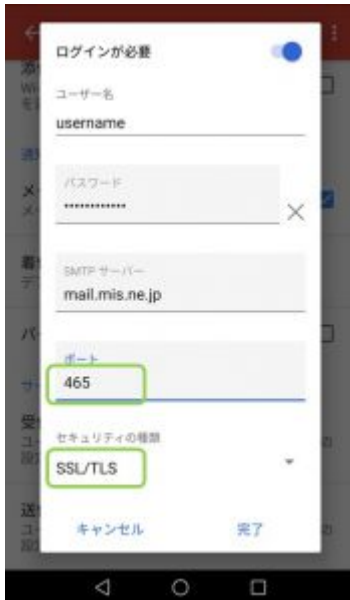 ログインが必要
ユーザー名
username
パスワード
••••••••••••
SMTP サーバー
mail.mis.ne.jp
ポート
465
セキュリティの種類
SSL/TLS
キャンセル
完了